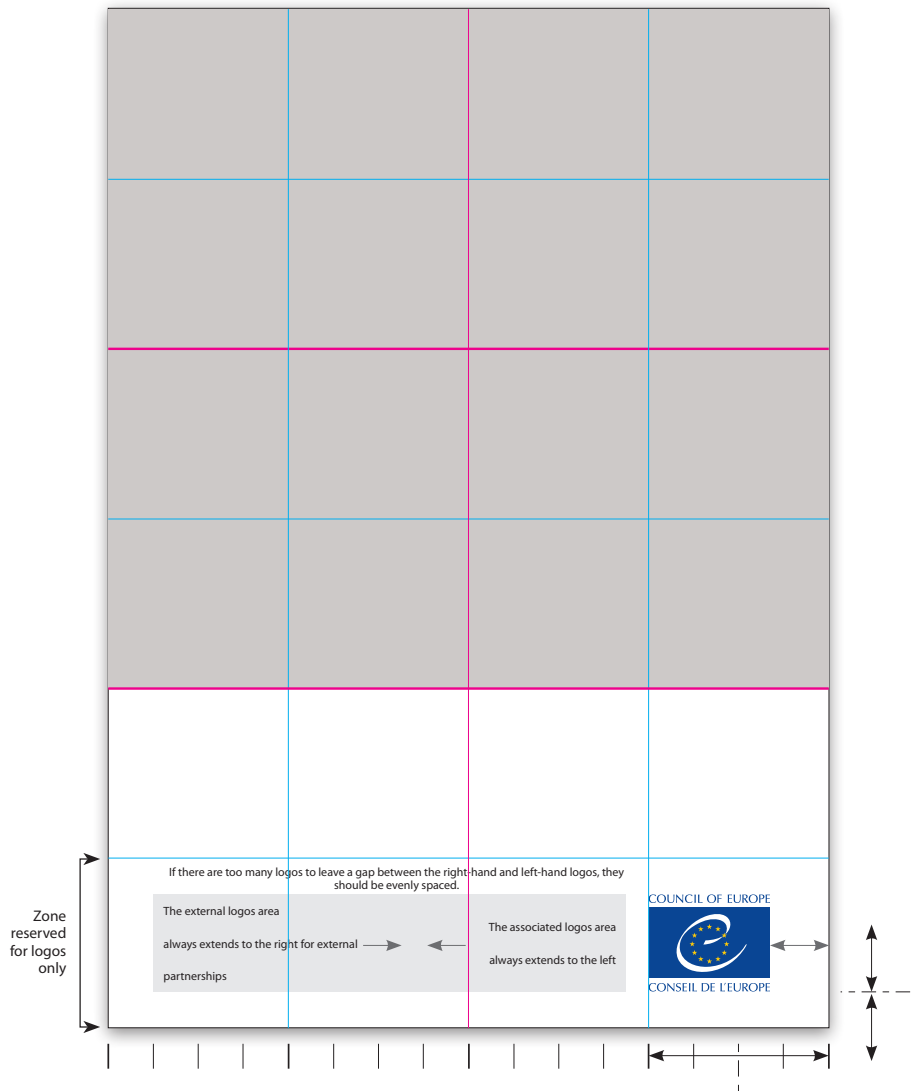 If there are too many logos to leave a gap between the right-hand and left-hand logos, they
should be evenly spaced.
Zone
reserved
for logos
only
The external logos area
always extends to the right for external
partnerships
The associated logos area
always extends to the left
COUNCIL OF EUROPE
CONSEIL DE L'EUROPE